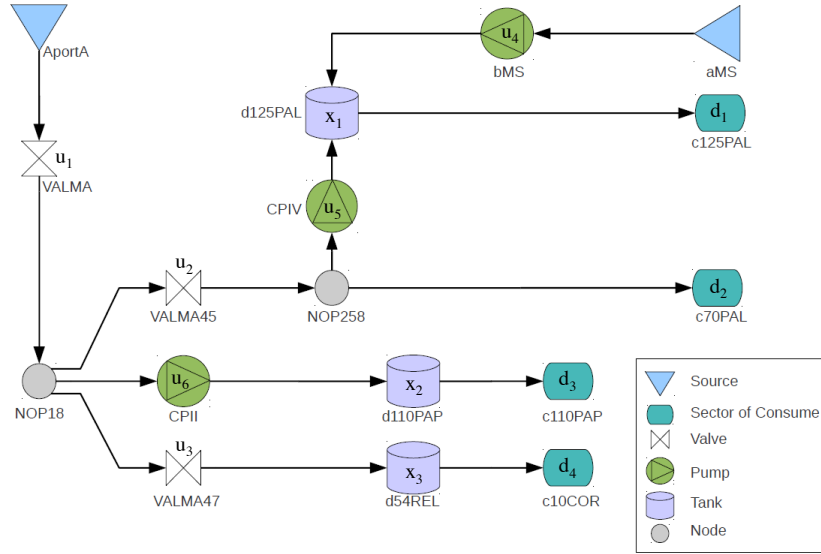 AportA
u4
bMS
aMS
d125PAL
x1
d1
c125PAL
u1
VALMA
CPIV
u5
u2
VALMA45
NOP258
d2
c70PAL
NOP18
u6
CPII
x2
d110PAP
d3
c110PAP
u3
VALMA47
x3
d54REL
d4
c10COR
Source
Sector of Consume
Valve
Pump
Tank
Node